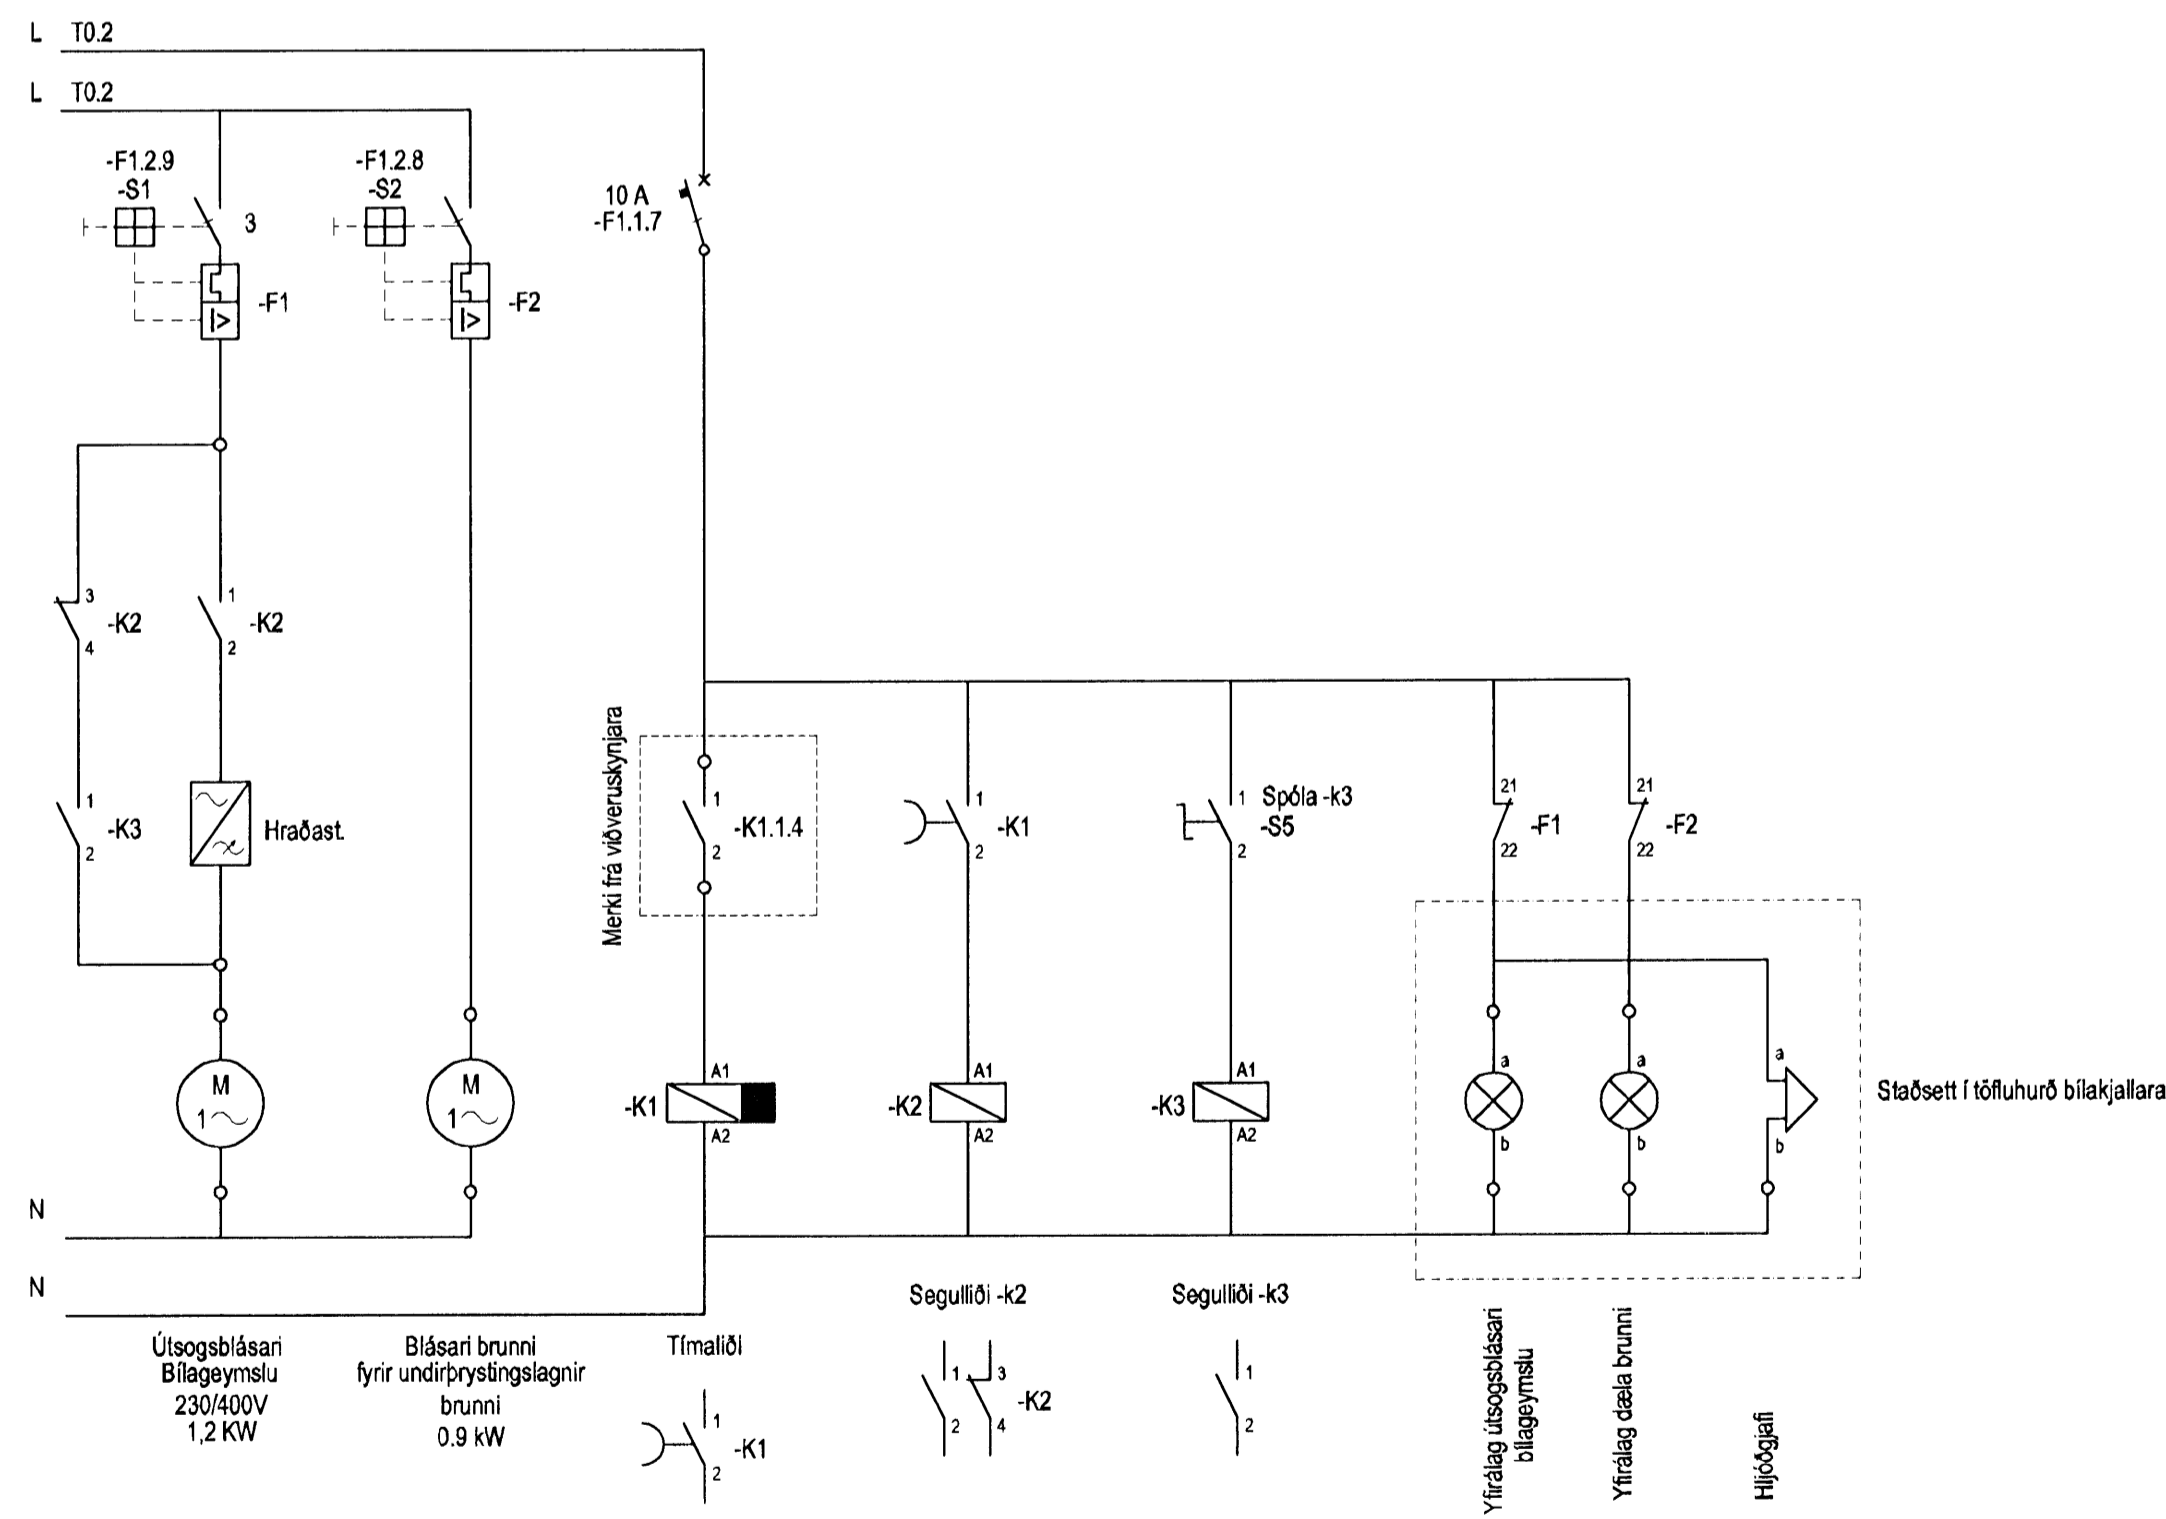 L T0.2
L T0.2
-F1.2.9
-S1
3
-F1
-F1.2.8
-S2
-F2
10 A
-F1.1.7
3
-K2
4
1
-K2
2
1
-K3
2
Hraðast.
Merki frá viðveruskynjara
1
-K1.1.4
2
1
-K1
2
1 Spóla -k3
-S5
2
21
-F1
22
21
-F2
22
M
1
M
1
A1
-K1
A2
A1
-K2
A2
A1
-K3
A2
a
b
a
b
a
b
Staðsett í töfluhurð bílakjallara
N
N
Útsogsblásari
Bílageymslu
230/400V
1,2 KW
Blásari brunni
fyrir undirþrystingslagnir
brunni
0.9 kW
Tímaliðl
1
-K1
2
Segulliði -k2
1 3
-K2
2 4
Segulliði -k3
1
2
Yfirálag útsogsblásari
bílageymslu
Yfirálag dæla brunni
Hljóðgjafi